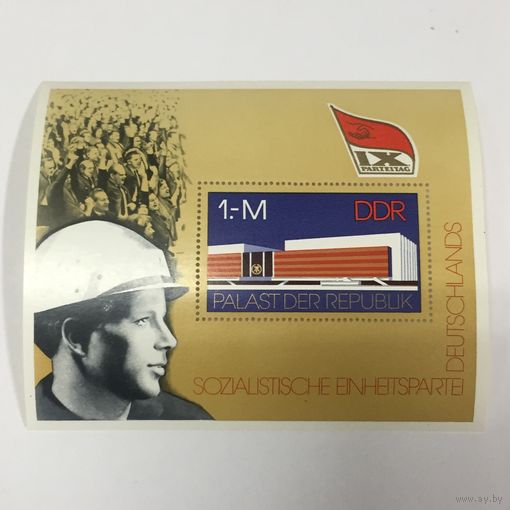 IX
PARTEITAG
1.-M DDR
PALAST DER REPUBLIK
SOZIALISTISCHE EINHEITSPARTEI
DEUTSCHLANDS
www.ay.by